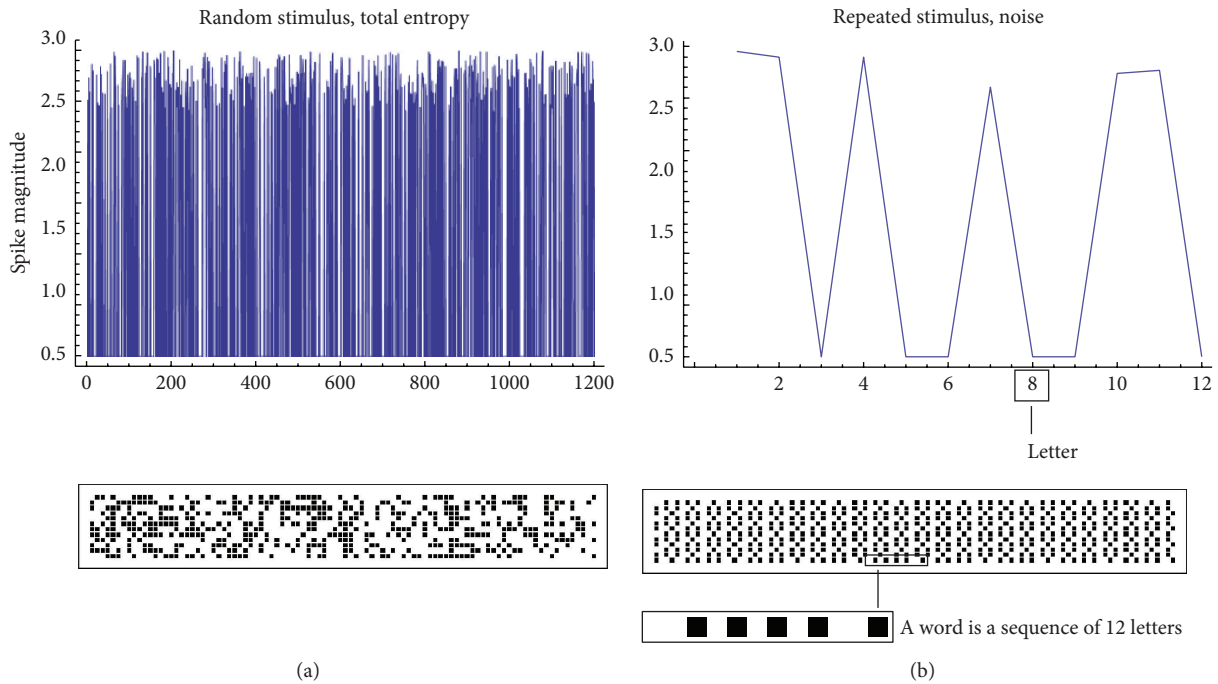 Random stimulus, total entropy
Spike magnitude
3.0
2.5
2.0
1.5
1.0
0.5
0 200 400 600 800 1000 1200
Repeated stimulus, noise
3.0
2.5
2.0
1.5
1.0
0.5
2 4 6 8 10 12
Letter
A word is a sequence of 12 letters
(a)
(b)